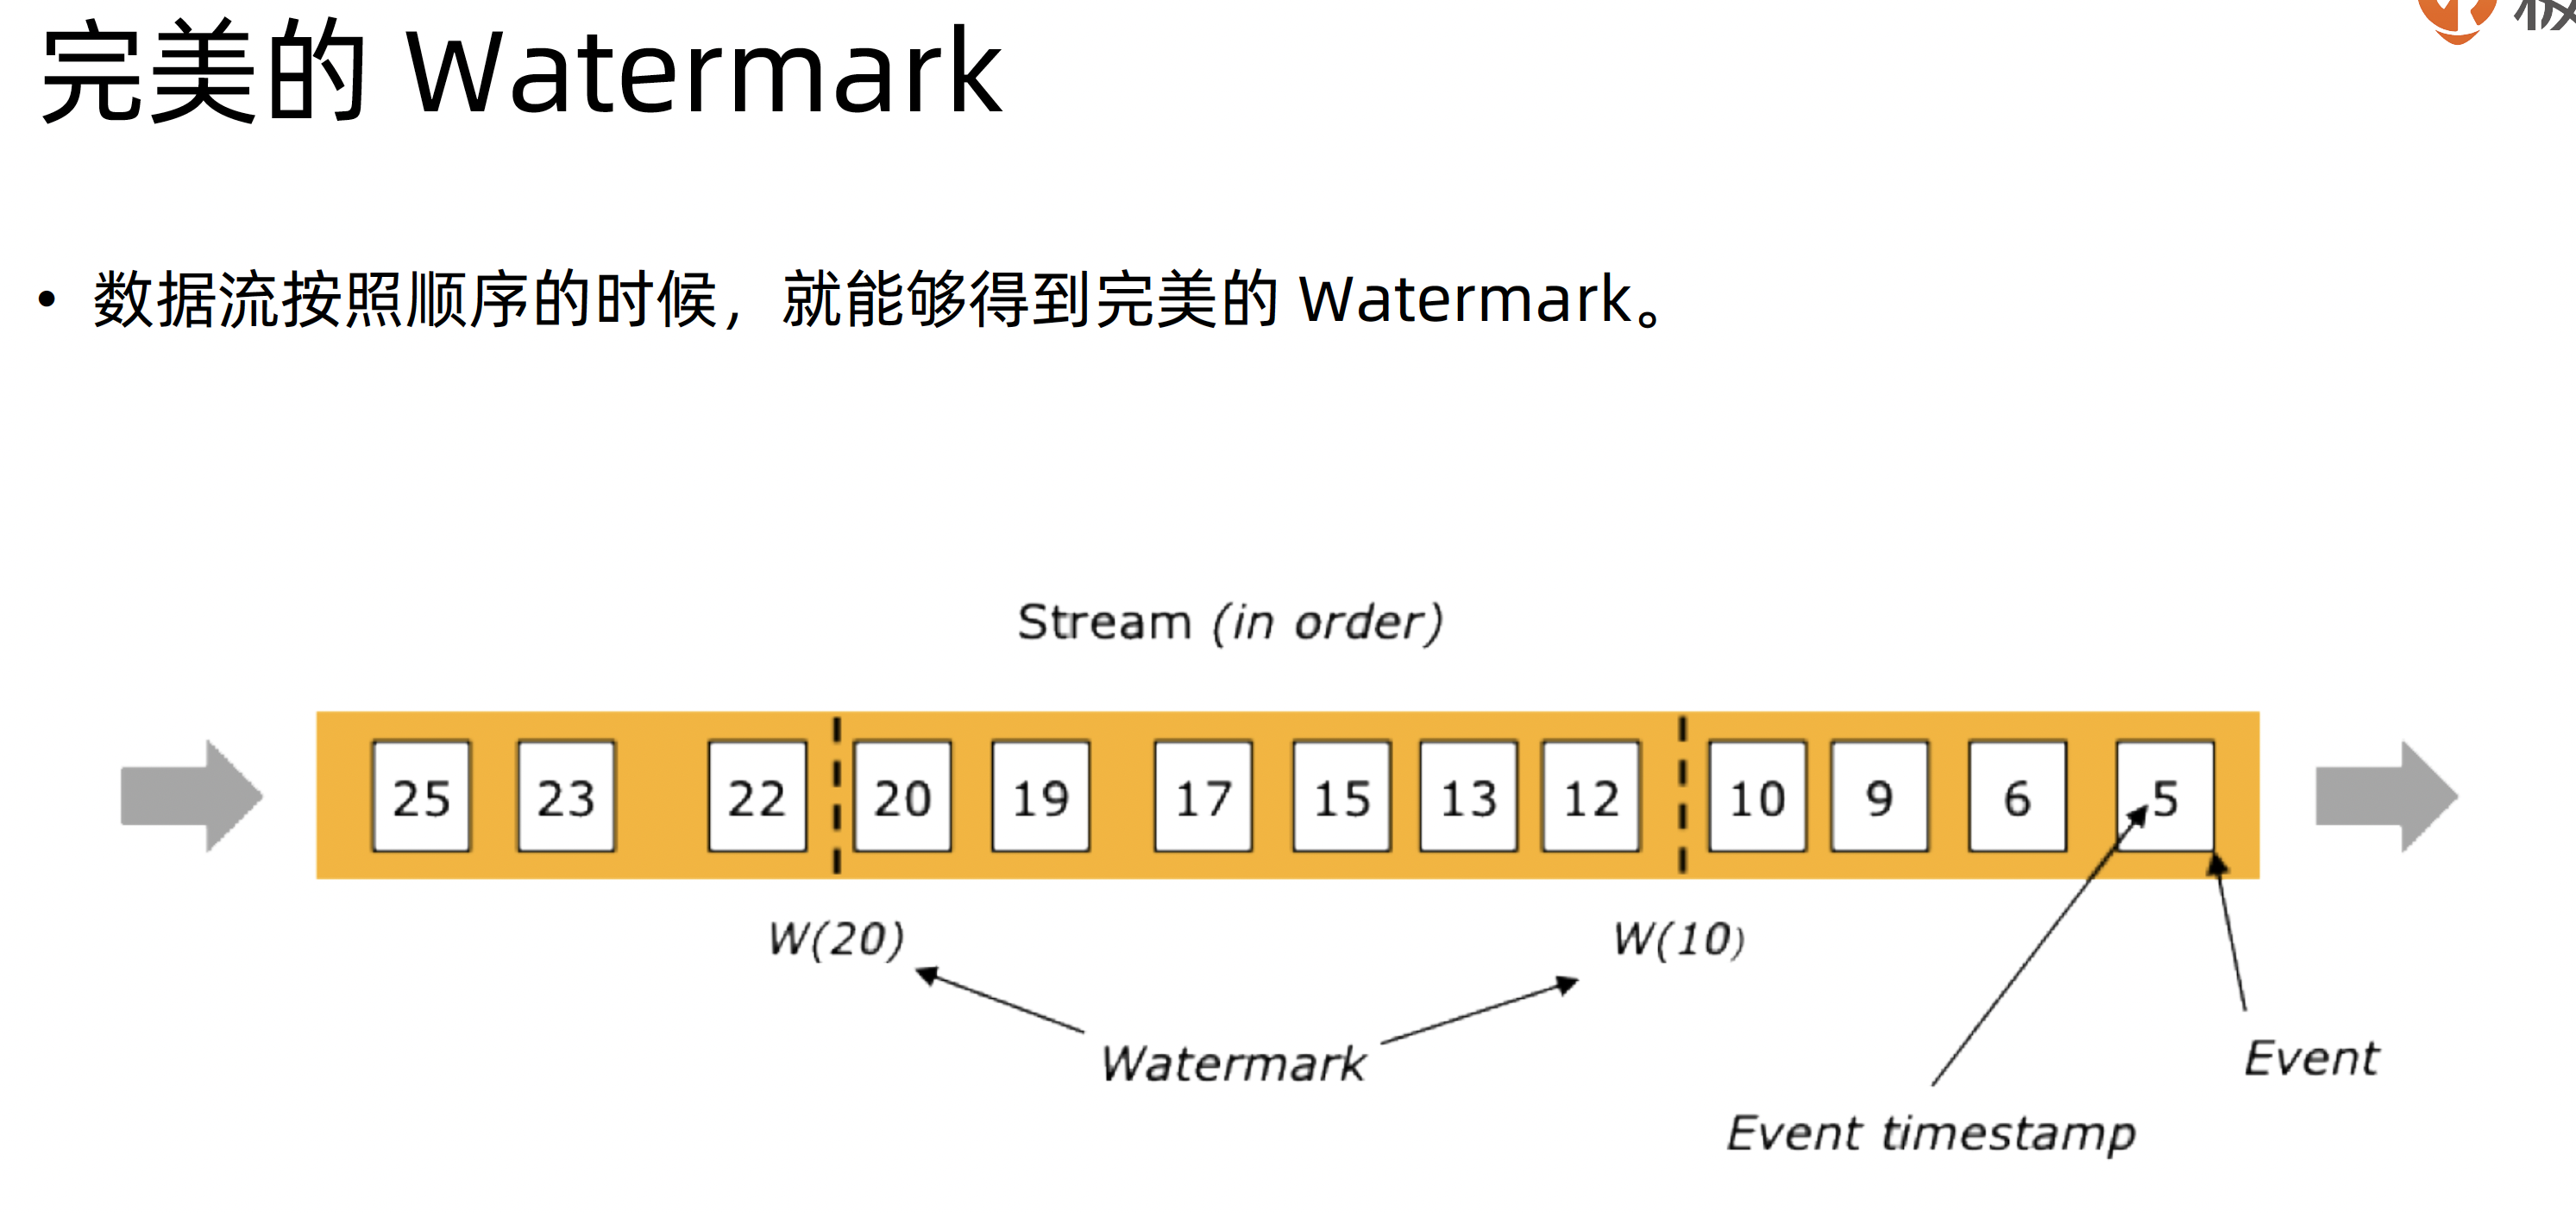 完美的 Watermark
• 数据流按照顺序的时候，就能够得到完美的 Watermark。
Stream (in order)
25 23 22 20 19 17 15 13 12 10 9 6 5
W(20) W(10)
Watermark
Event
Event timestamp